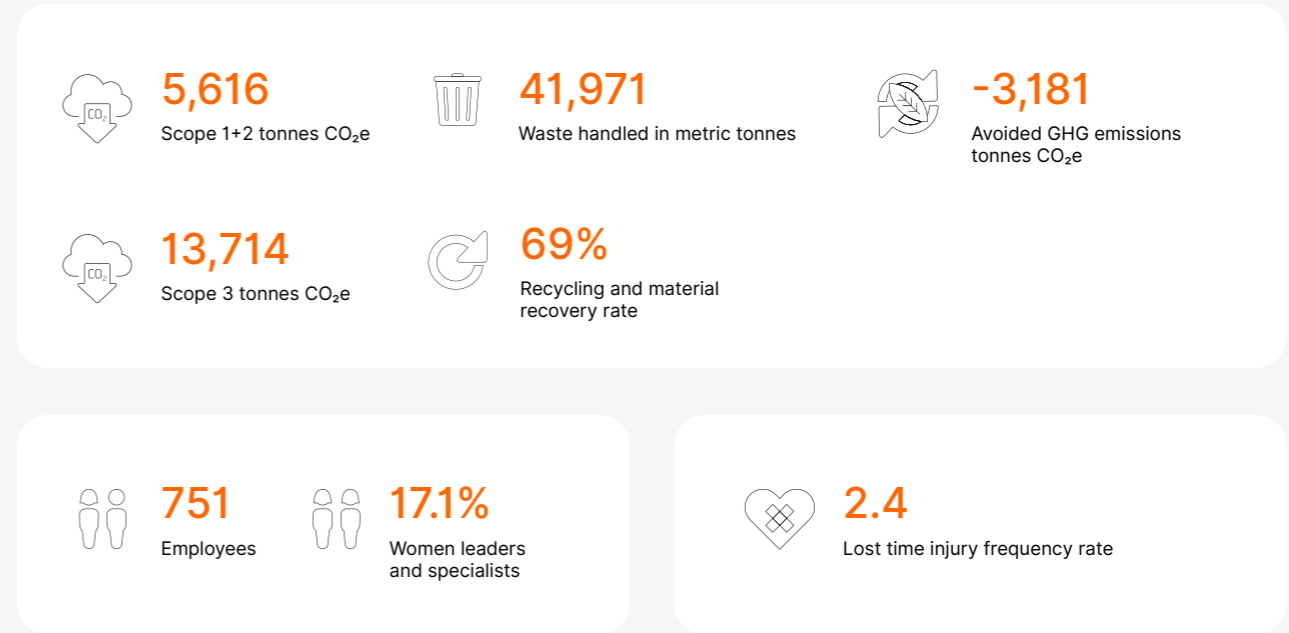 5,616
Scope 1+2 tonnes CO₂e
41,971
Waste handled in metric tonnes
-3,181
Avoided GHG emissions
tonnes CO₂e
CO₂
13,714
Scope 3 tonnes CO₂e
CO₂
69%
Recycling and material
recovery rate
751
Employees
17.1%
Women leaders
and specialists
2.4
Lost time injury frequency rate